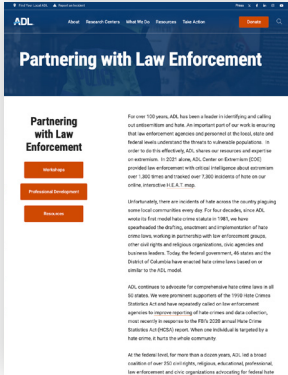 Find Your Local ADL
Report an Incident
Press
ADL
About
Research Centers
What We Do
Resources
Take Action
Donate
Partnering with Law Enforcement
Partnering
with Law
Enforcement
Workshops
Professional Development
Resources
For over 100 years, ADL has been a leader in identifying and calling
out antisemitism and hate. An important part of our work is ensuring
that law enforcement agencies and personnel at the local, state and
federal levels understand the threats to vulnerable populations. In
order to do this effectively, ADL shares our resources and expertise
on extremism. In 2021 alone, ADL Center on Extremism (COE)
provided law enforcement with critical intelligence about extremism
over 1,300 times and tracked over 7,300 incidents of hate on our
online, interactive H.E.A.T. map.
Unfortunately, there are incidents of hate across the country plaguing
some local communities every day. For four decades, since ADL
wrote its first model hate crime statute in 1981, we have
spearheaded the drafting, enactment and implementation of hate
crime laws, working in partnership with law enforcement groups,
other civil rights and religious organizations, civic agencies and
business leaders. Today, the federal government, 46 states and the
District of Columbia have enacted hate crime laws based on or
similar to the ADL model.
ADL continues to advocate for comprehensive hate crime laws in all
50 states. We were prominent supporters of the 1990 Hate Crimes
Statistics Act and have repeatedly called on law enforcement
agencies to improve reporting of hate crimes and data collection,
most recently in response to the FBI's 2020 annual Hate Crime
Statistics Act (HCSA) report. When one individual is targeted by a
hate crime, it hurts the whole community.
At the federal level, for more than a dozen years, ADL led a broad
coalition of over 250 civil rights, religious, educational, professional,
law enforcement and civic organizations advocating for federal hate